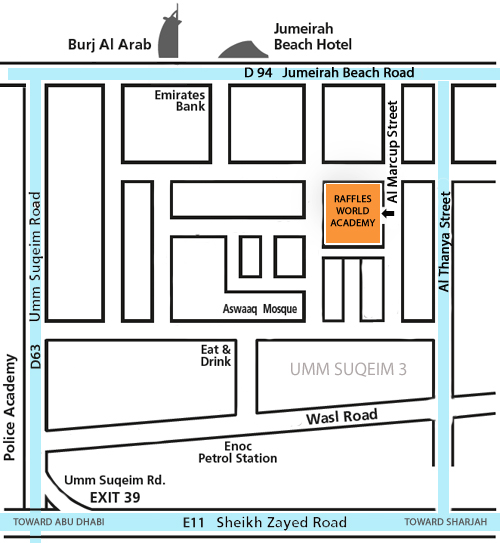 Burj Al Arab
Jumeirah
Beach Hotel
D 94 Jumeirah Beach Road
Emirates
Bank
Al Marcup Street
RAFFLES
WORLD
ACADEMY
Umm Suqeim Road
Al Thanya Street
Aswaaq Mosque
D63
Eat &
Drink
UMM SUQEIM 3
Police Academy
Wasl Road
Enoc
Petrol Station
Umm Suqeim Rd.
EXIT 39
TOWARD ABU DHABI
E11 Sheikh Zayed Road
TOWARD SHARJAH